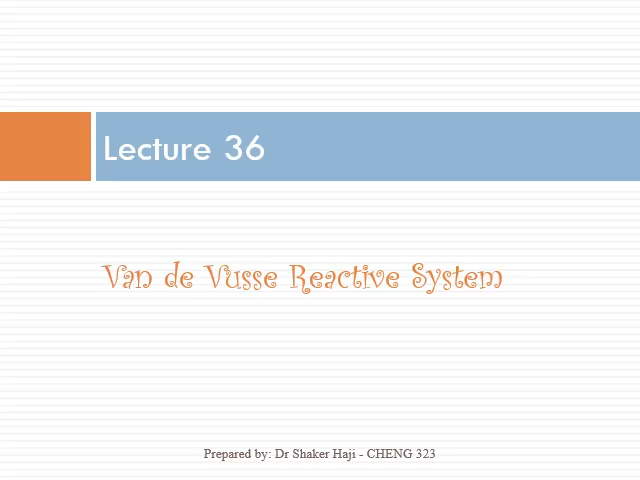 Lecture 36
Van de Vusse Reactive System
Prepared by: Dr Shaker Haji - CHENG 323